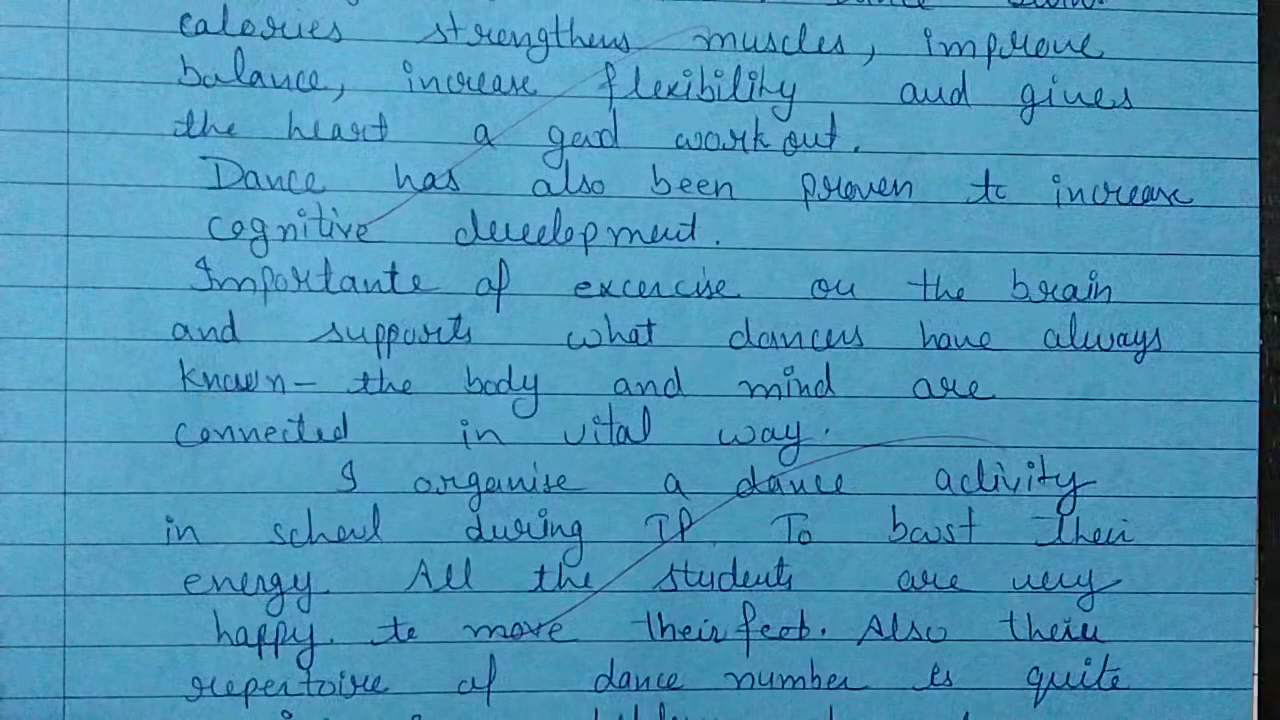 calories strengthens muscles, improve
balance, increase flexibility and gives
the heart a good workout.
Dance has also been proven to increase
cognitive development.
Importante of excercise on the brain
and supports what dancers have always
known- the body and mind are
connected in vital way.
I organise a dance activity
in school during TP To boost their
energy. All the students are very
happy. to move their feet. Also their
repertoire of dance number is quite